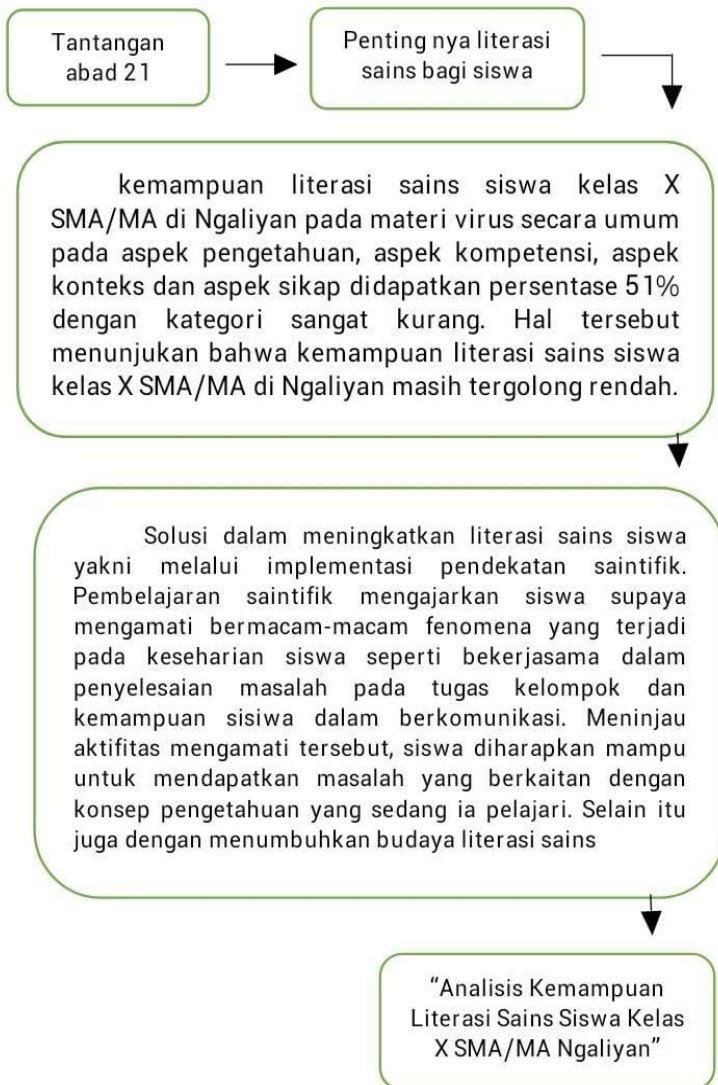 Tantangan
abad 21
Penting nya literasi
sains bagi siswa
kemampuan literasi sains siswa kelas X
SMA/MA di Ngaliyan pada materi virus secara umum
pada aspek pengetahuan, aspek kompetensi, aspek
konteks dan aspek sikap didapatkan persentase 51%
dengan kategori sangat kurang. Hal tersebut
menunjukan bahwa kemampuan literasi sains siswa
kelas X SMA/MA di Ngaliyan masih tergolong rendah.
Solusi dalam meningkatkan literasi sains siswa
yakni melalui implementasi pendekatan saintifik.
Pembelajaran saintifik mengajarkan siswa supaya
mengamati bermacam-macam fenomena yang terjadi
pada keseharian siswa seperti bekerjasama dalam
penyelesaian masalah pada tugas kelompok dan
kemampuan sisiwa dalam berkomunikasi. Meninjau
aktifitas mengamati tersebut, siswa diharapkan mampu
untuk mendapatkan masalah yang berkaitan dengan
konsep pengetahuan yang sedang ia pelajari. Selain itu
juga dengan menumbuhkan budaya literasi sains
“Analisis Kemampuan
Literasi Sains Siswa Kelas
X SMA/MA Ngaliyan”